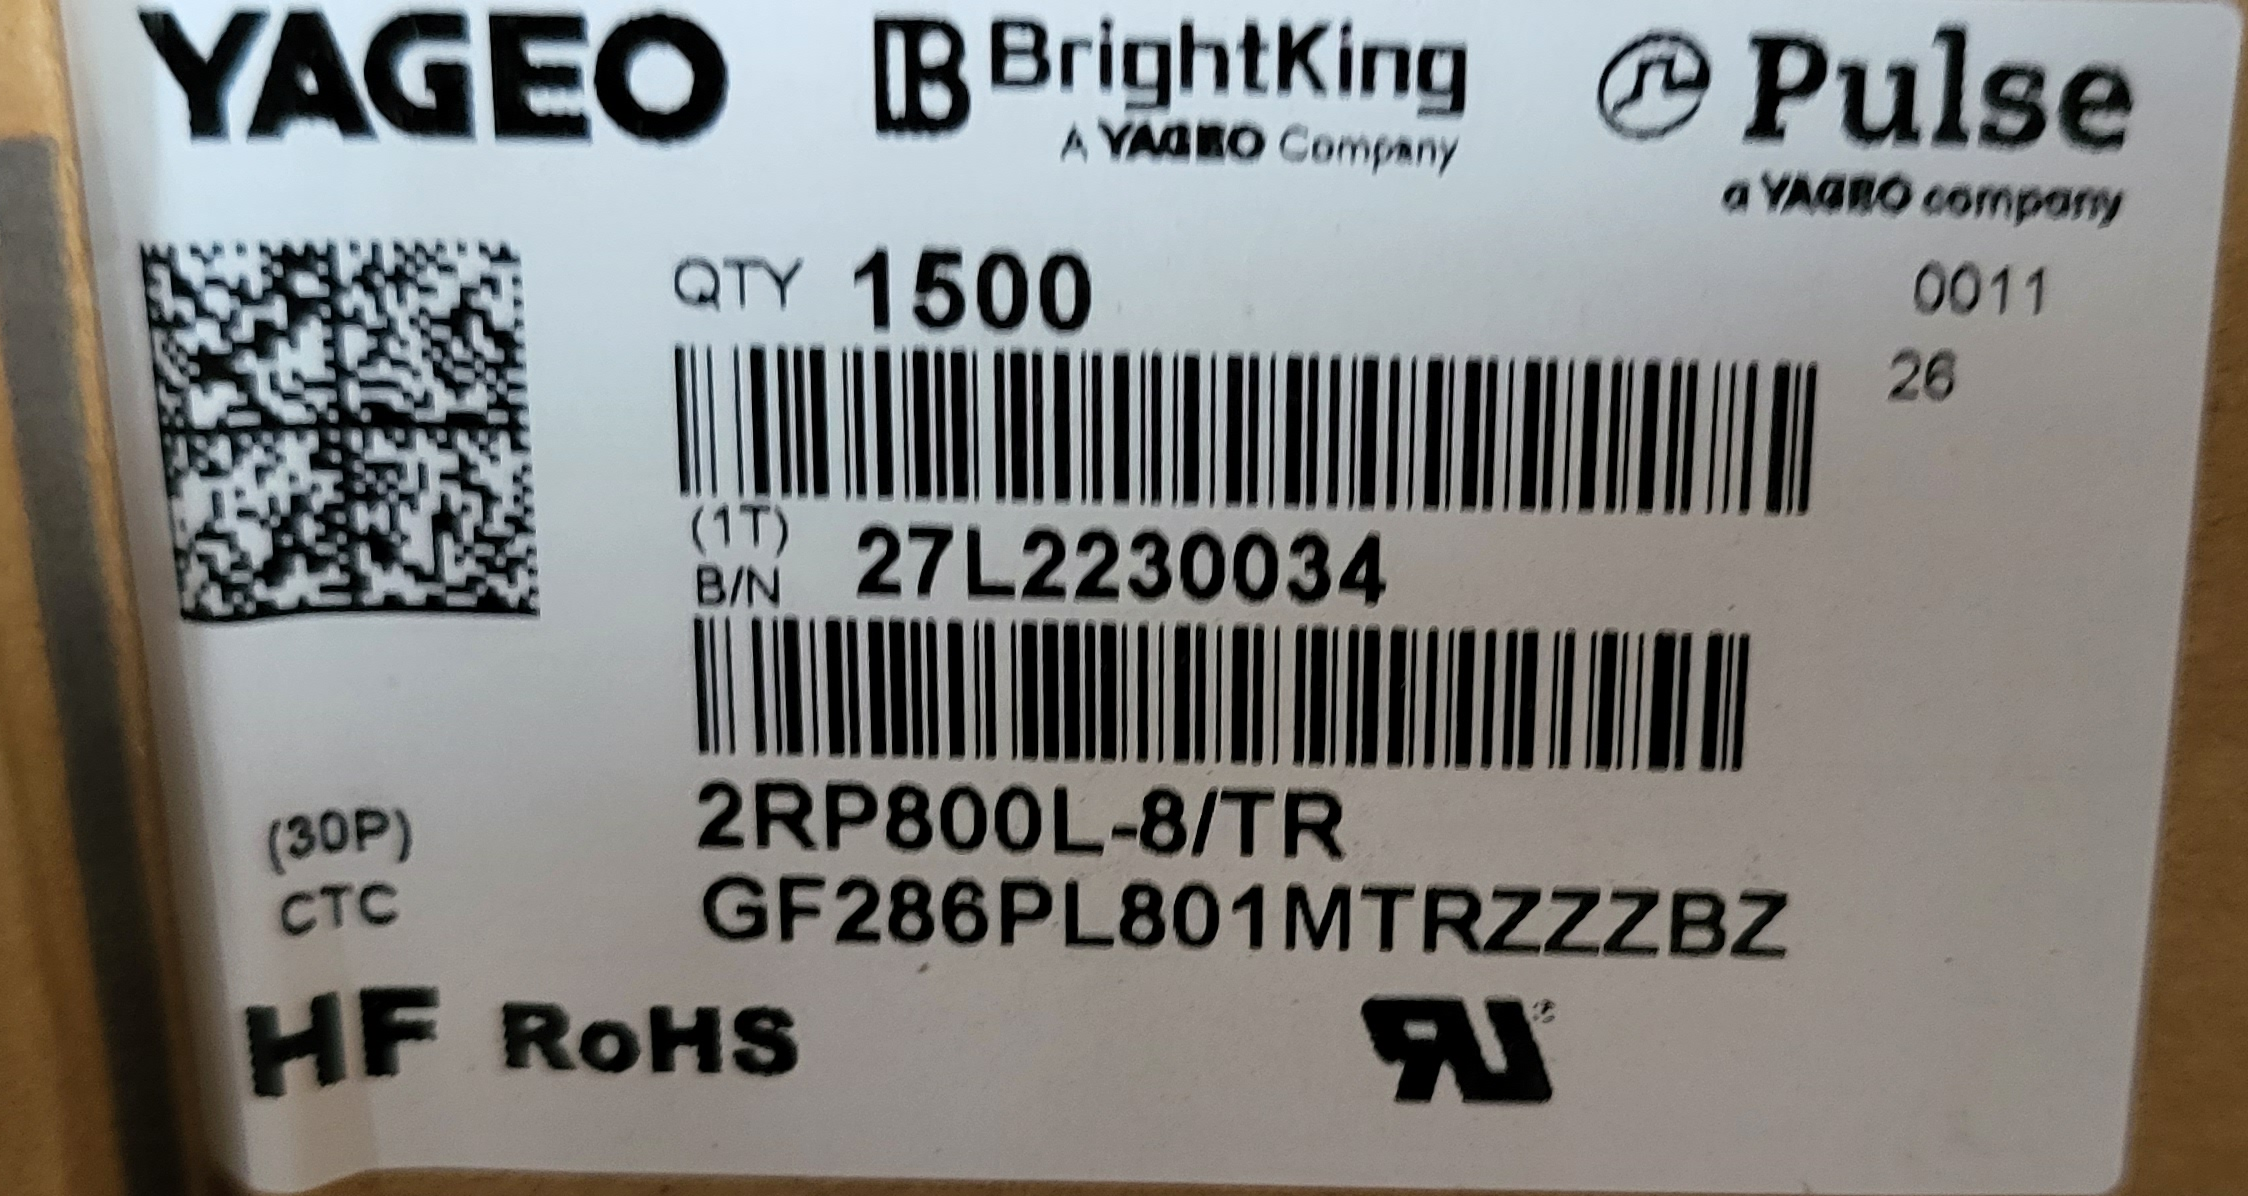 YAGEO BrightKing Pulse
A YAGEO Company
a YAGEO company
QTY 1500 0011
26
(1T)
B/N 27L2230034
2RP800L-8/TR
(30P)
CTC GF286PL801MTRZZZBZ
HF RoHS